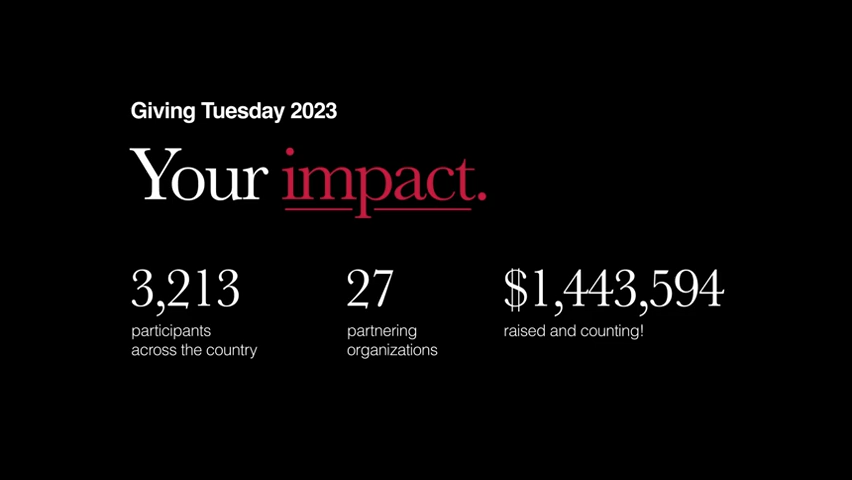 Giving Tuesday 2023
Your impact.
3,213
participants
across the country
27
partnering
organizations
$1,443,594
raised and counting!